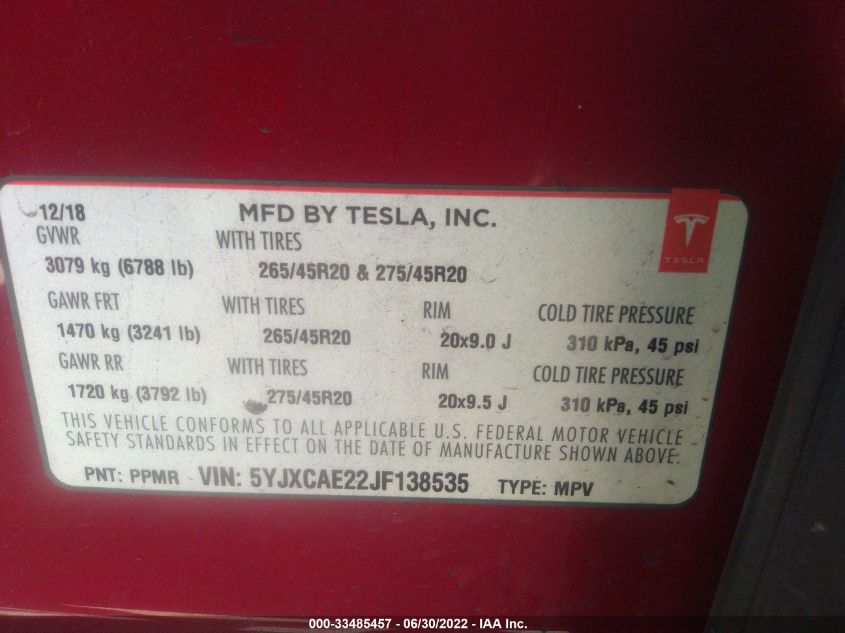 12/18 MFD BY TESLA, INC.
GVWR WITH TIRES
TESLA
3079 kg (6788 lb) 265/45R20 & 275/45R20
GAWR FRT WITH TIRES RIM COLD TIRE PRESSURE
1470 kg (3241 lb) 265/45R20 20x9.0 J 310 kPa, 45 psi
GAWR RR WITH TIRES RIM COLD TIRE PRESSURE
1720 kg (3792 lb) 275/45R20 20x9.5 J 310 kPa, 45 psi
THIS VEHICLE CONFORMS TO ALL APPLICABLE U.S. FEDERAL MOTOR VEHICLE
SAFETY STANDARDS IN EFFECT ON THE DATE OF MANUFACTURE SHOWN ABOVE.
PNT: PPMR VIN: 5YJXCAE22JF138535 TYPE: MPV
000-33485457 - 06/30/2022 - IAA Inc.